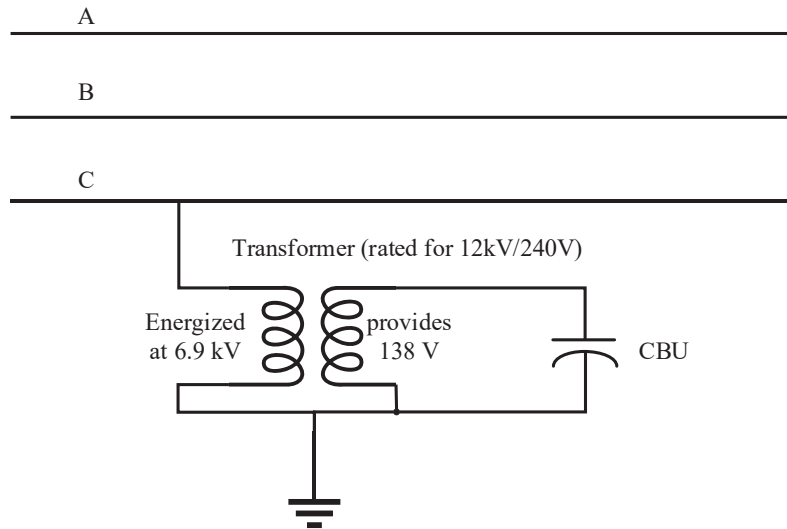 A
B
C
Transformer (rated for 12kV/240V)
Energized
at 6.9 kV
provides
138 V
CBU